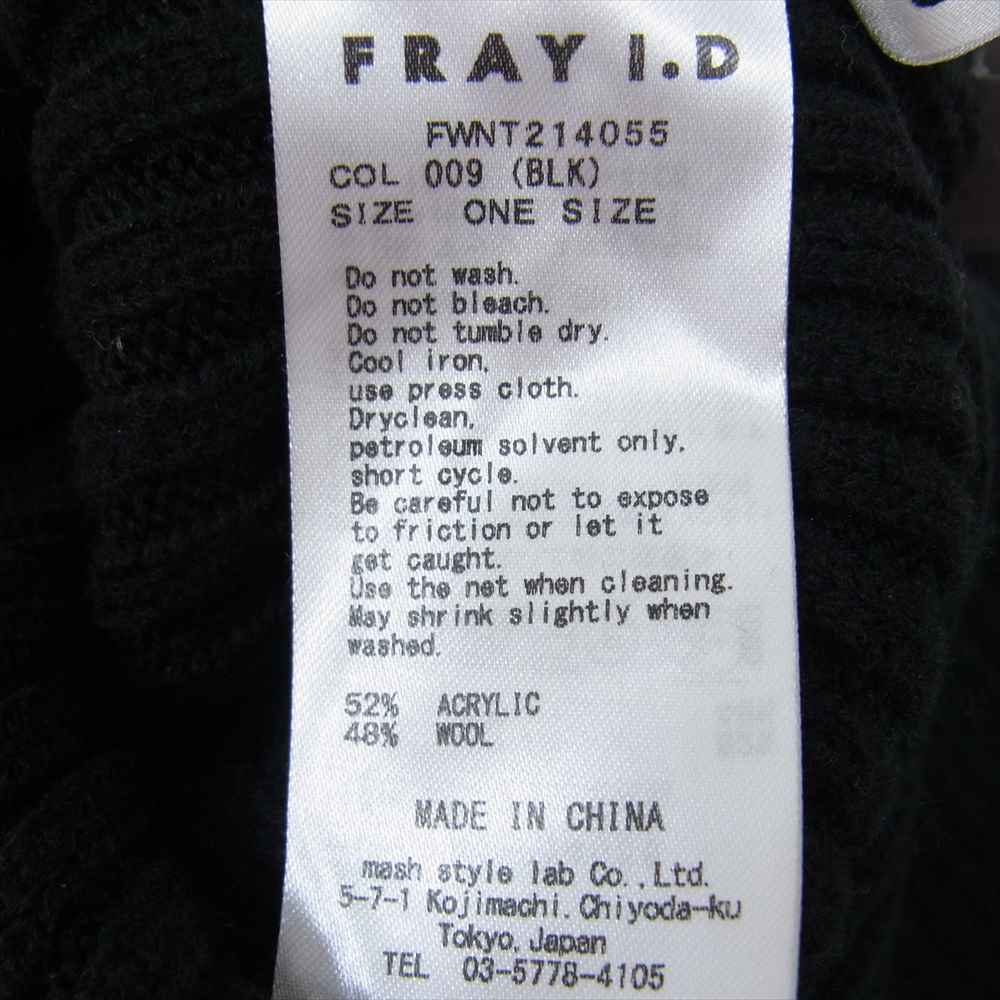 FRAY I.D
FWNT214055
COL 009 (BLK)
SIZE ONE SIZE
Do not wash.
Do not bleach.
Do not tumble dry.
Cool iron,
use press cloth.
Dryclean,
petroleum solvent only,
short cycle.
Be careful not to expose
to friction or let it
get caught.
Use the net when cleaning.
May shrink slightly when
washed.
52% ACRYLIC
48% WOOL
MADE IN CHINA
mash style lab Co.,Ltd.
5-7-1 Kojimachi,Chiyoda-ku
Tokyo,Japan
TEL 03-5778-4105